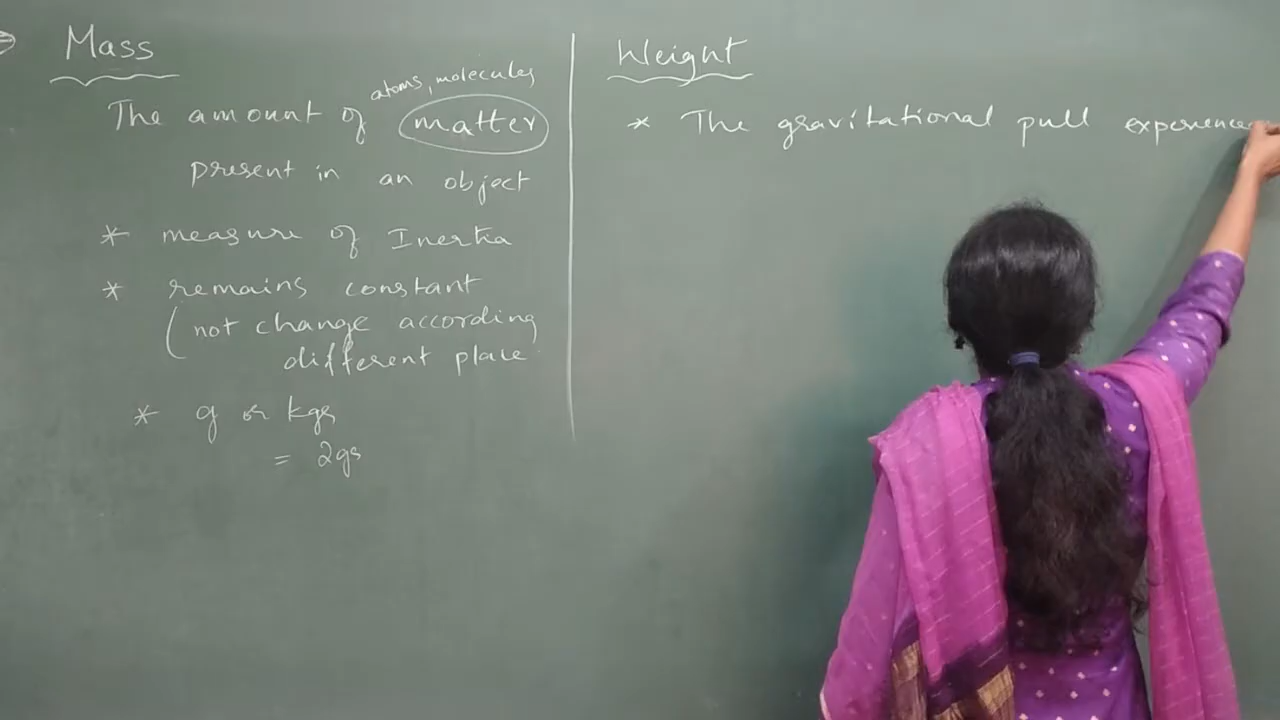 Mass
atoms, molecules
The amount of matter
present in an object
* measure of Inertia
* remains constant
(not change according
different place
* g or kgs
= 2gs
Weight
* The gravitational pull